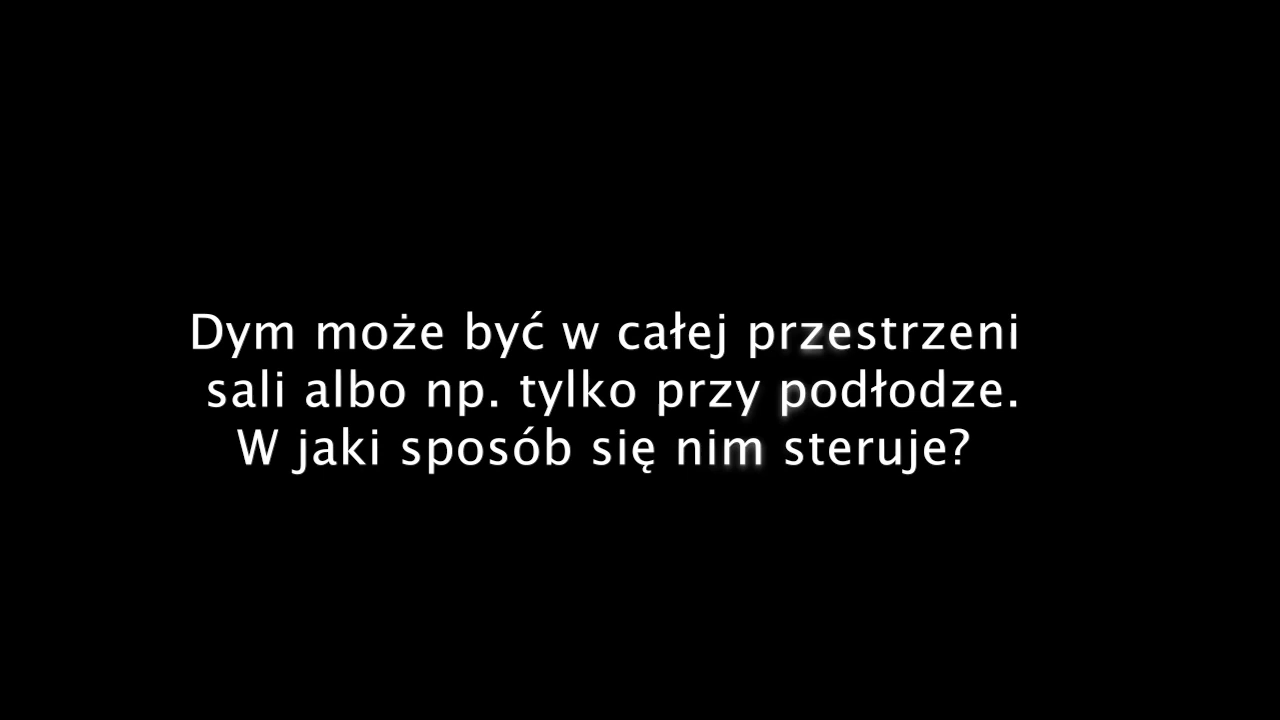 Dym może być w całej przestrzeni
sali albo np. tylko przy podłodze.
W jaki sposób się nim steruje?